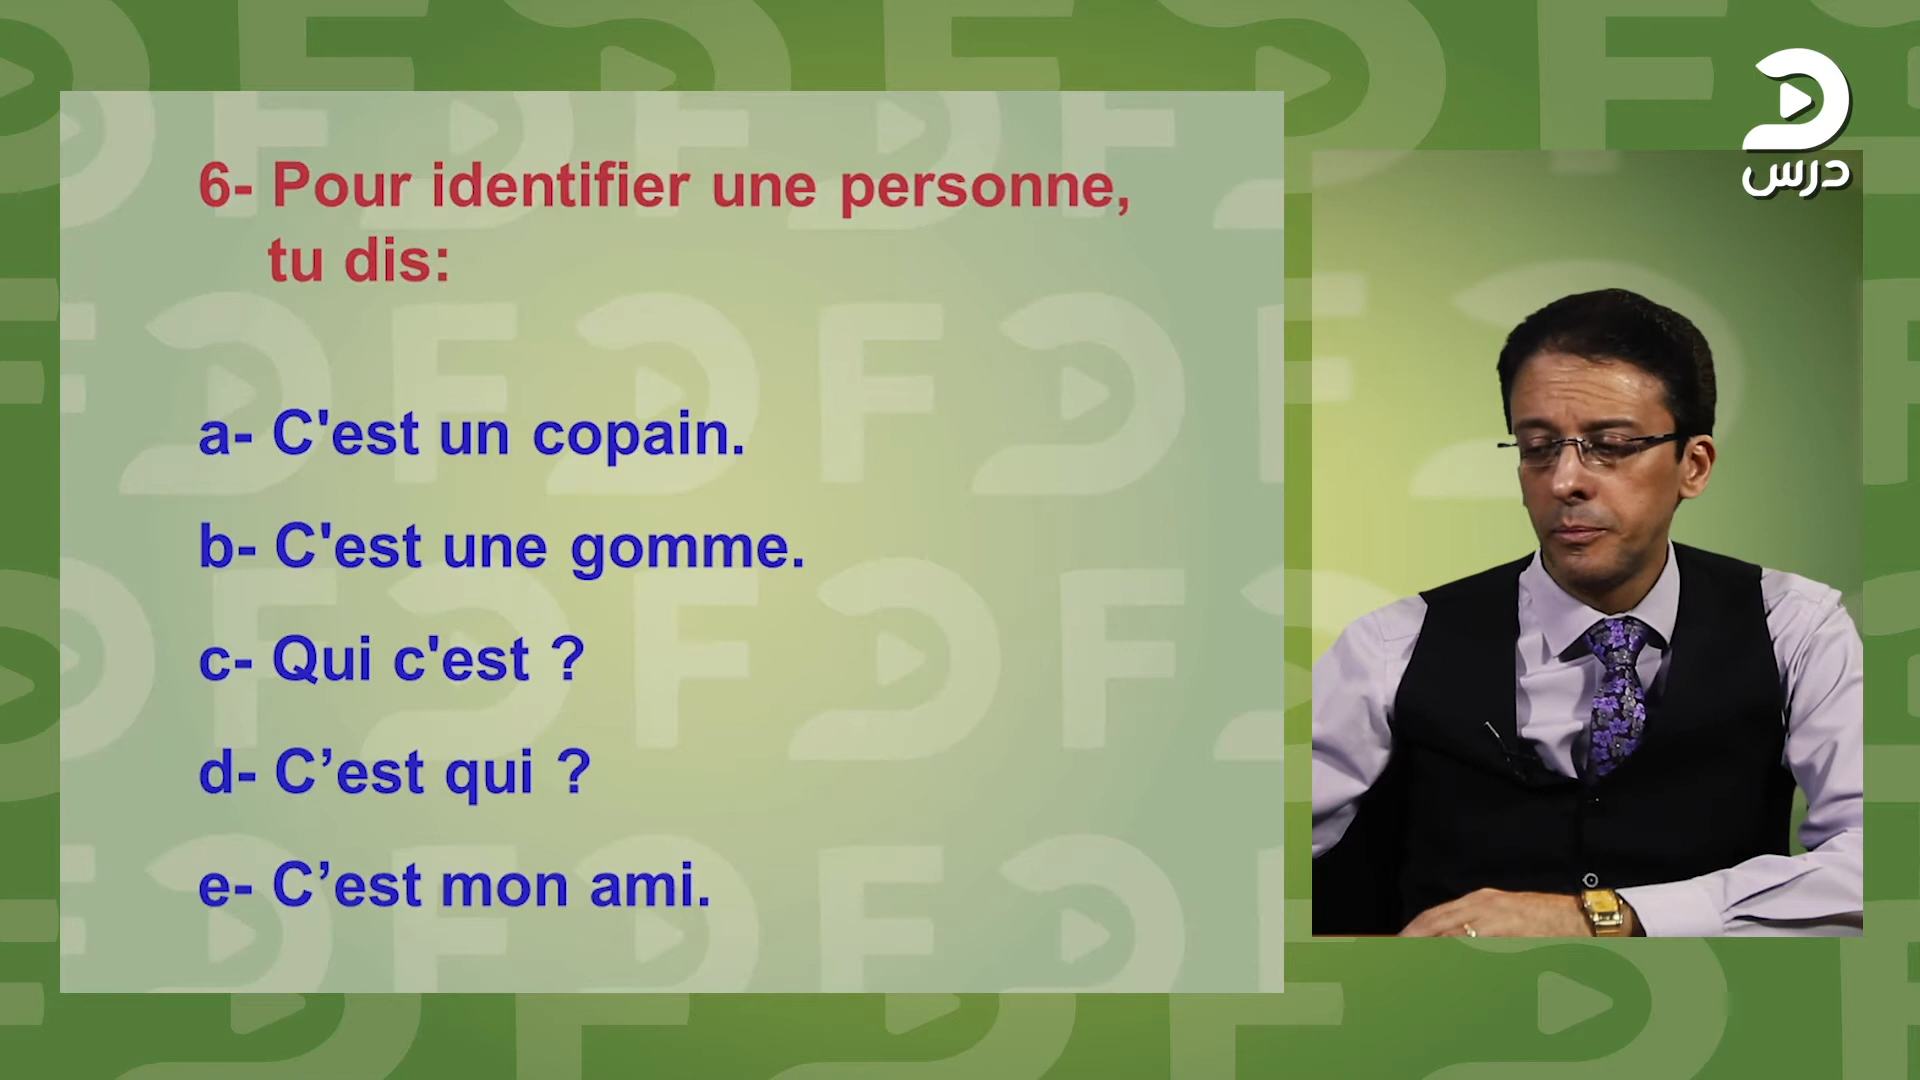 درس
6- Pour identifier une personne,
tu dis:
a- C'est un copain.
b- C'est une gomme.
c- Qui c'est ?
d- C’est qui ?
e- C’est mon ami.